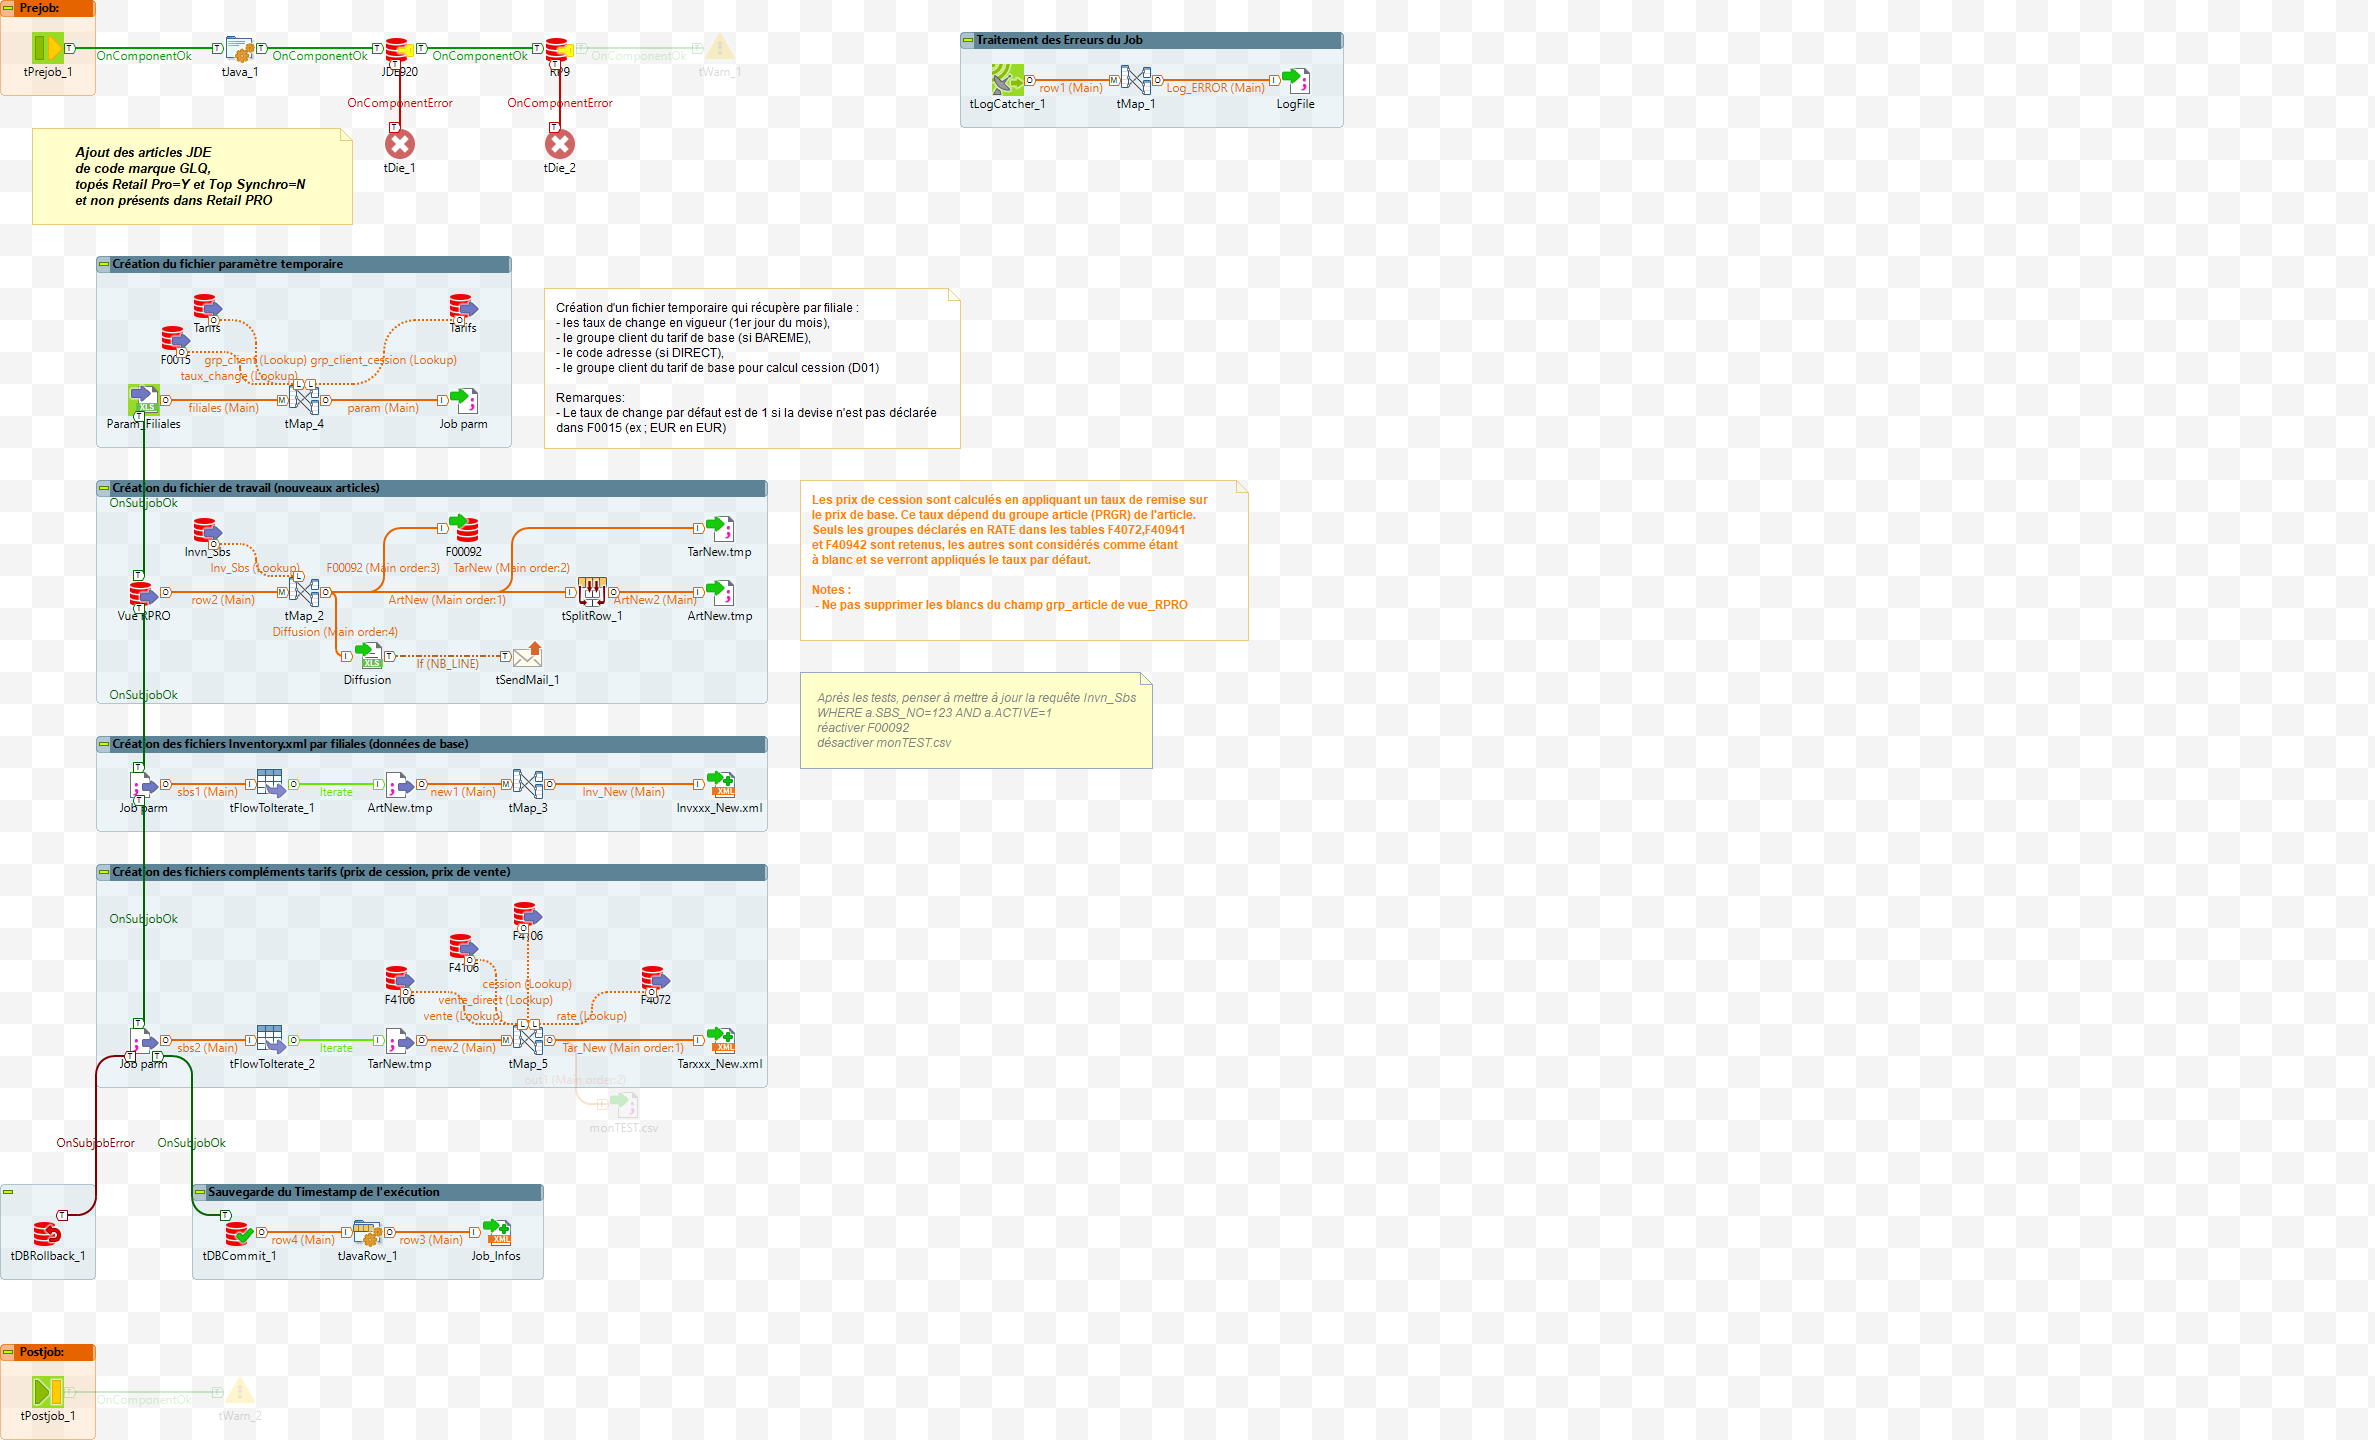 Prejob:
tPrejob_1
OnComponentOk
tJava_1
OnComponentOk
JDE920
OnComponentOk
RP9
OnComponentOk
tWarn_1
OnComponentError
OnComponentError
tDie_1
tDie_2
Traitement des Erreurs du Job
tLogCatcher_1
row1 (Main)
tMap_1
Log_ERROR (Main)
LogFile
Ajout des articles JDE
de code marque GLQ,
topés Retail Pro=Y et Top Synchro=N
et non présents dans Retail PRO
Création du fichier paramètre temporaire
Tarifs
Tarifs
F0015
grp_client (Lookup)
grp_client_cession (Lookup)
taux_change (Lookup)
Param_Filiales
filiales (Main)
tMap_4
param (Main)
Job parm
Création d'un fichier temporaire qui récupère par filiale :
- les taux de change en vigueur (1er jour du mois),
- le groupe client du tarif de base (si BAREME),
- le code adresse (si DIRECT),
- le groupe client du tarif de base pour calcul cession (D01)
Remarques:
- Le taux de change par défaut est de 1 si la devise n'est pas déclarée
dans F0015 (ex ; EUR en EUR)
Création du fichier de travail (nouveaux articles)
OnSubjobOk
Invn_Sbs
F00092
TarNew.tmp
Inv_Sbs (Lookup)
F00092 (Main order:3)
TarNew (Main order:2)
Vue RPRO
row2 (Main)
tMap_2
ArtNew (Main order:1)
tSplitRow_1
ArtNew2 (Main)
ArtNew.tmp
Diffusion (Main order:4)
Diffusion
If (NB_LINE)
tSendMail_1
OnSubjobOk
Les prix de cession sont calculés en appliquant un taux de remise sur
le prix de base. Ce taux dépend du groupe article (PRGR) de l'article.
Seuls les groupes déclarés en RATE dans les tables F4072,F40941
et F40942 sont retenus, les autres sont considérés comme étant
à blanc et se verront appliqués le taux par défaut.
Notes :
- Ne pas supprimer les blancs du champ grp_article de vue_RPRO
Après les tests, penser à mettre à jour la requête Invn_Sbs
WHERE a.SBS_NO=123 AND a.ACTIVE=1
réactiver F00092
désactiver monTEST.csv
Création des fichiers Inventory.xml par filiales (données de base)
Job parm
sbs1 (Main)
tFlowToIterate_1
Iterate
ArtNew.tmp
new1 (Main)
tMap_3
Inv_New (Main)
Invxxx_New.xml
Création des fichiers compléments tarifs (prix de cession, prix de vente)
OnSubjobOk
F4106
F4106
F4106
F4072
cession (Lookup)
vente_direct (Lookup)
vente (Lookup)
rate (Lookup)
Job parm
sbs2 (Main)
tFlowToIterate_2
Iterate
TarNew.tmp
new2 (Main)
tMap_5
Tar_New (Main order:1)
Tarxxx_New.xml
out1 (Main order:2)
monTEST.csv
OnSubjobError
OnSubjobOk
tDBRollback_1
Sauvegarde du Timestamp de l'exécution
tDBCommit_1
row4 (Main)
tJavaRow_1
row3 (Main)
Job_Infos
Postjob:
tPostjob_1
OnComponentOk
tWarn_2